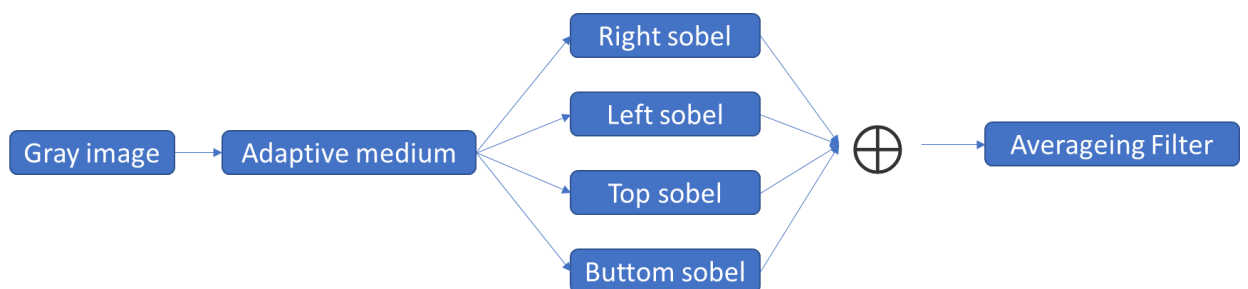 Gray image
Adaptive medium
Right sobel
Left sobel
Top sobel
Buttom sobel
Averageing Filter